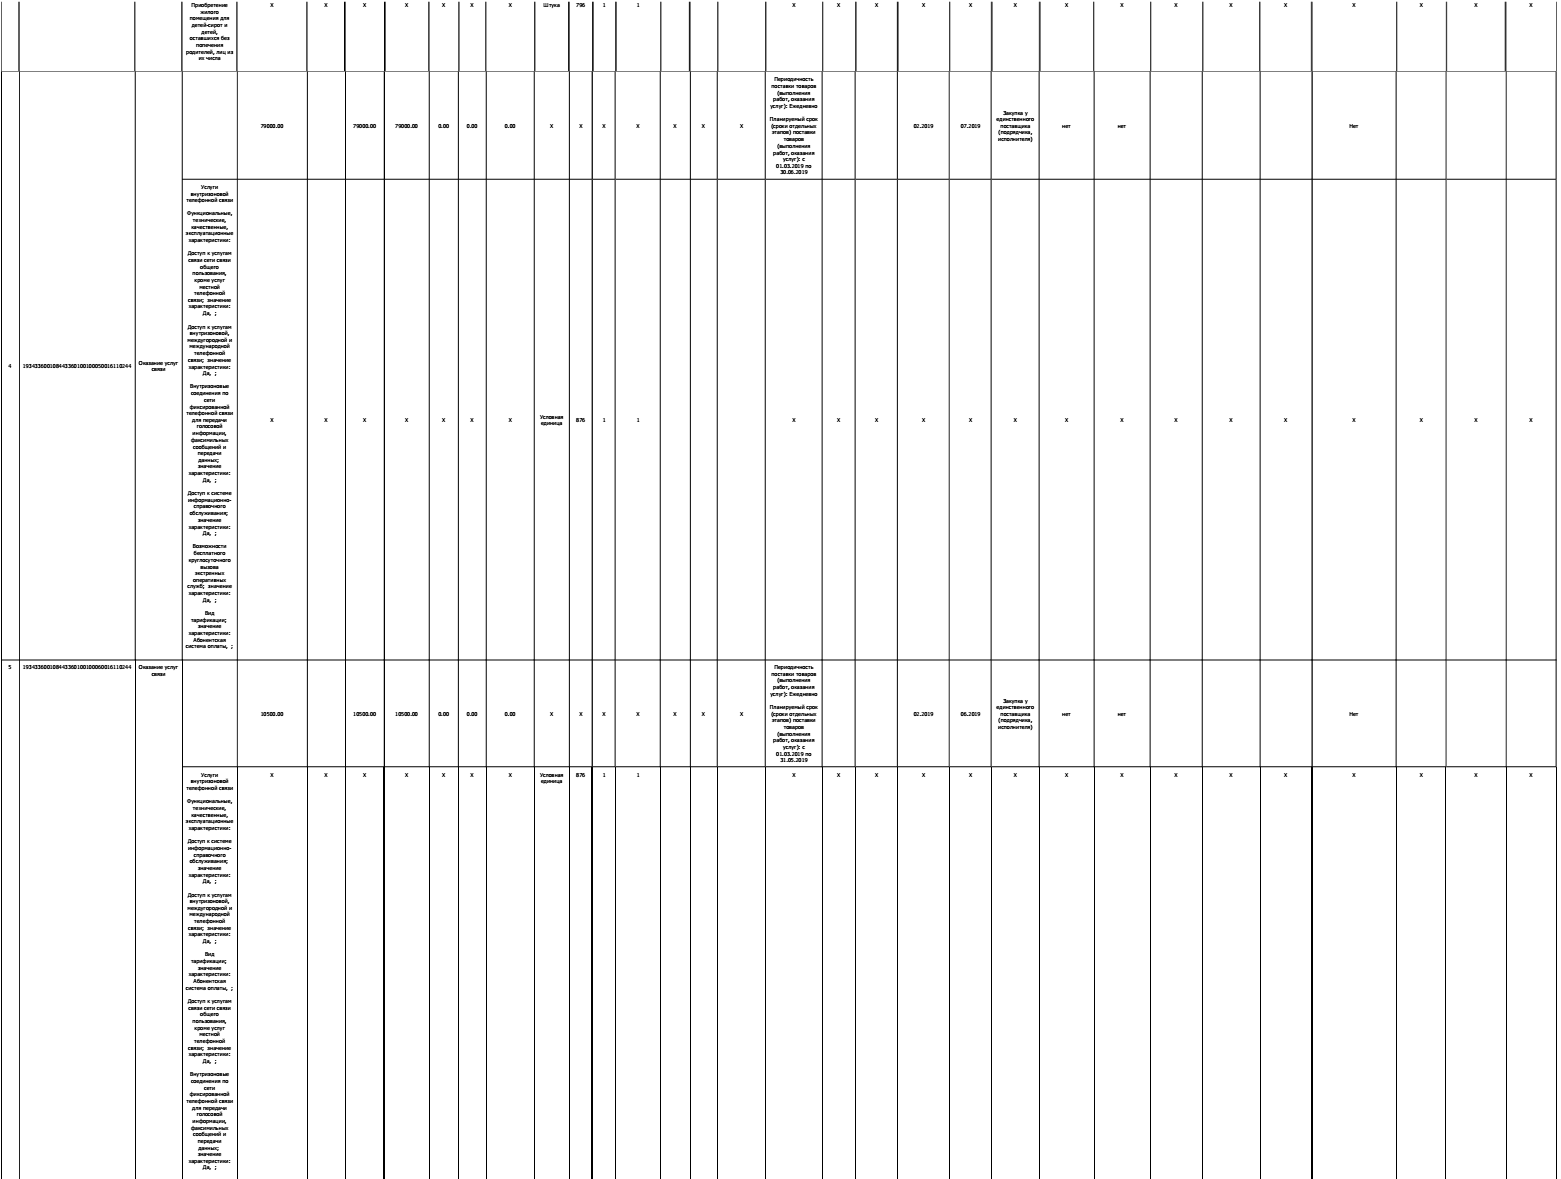 Приобретение
жилого
помещения для
детей-сирот и
детей,
оставшихся без
попечения
родителей, лиц из
их числа
X X X X X X X Штука 796 1 1 X X X X X X X X X X X X X X
4 193433600108443360100100050016110244 Оказание услуг
связи
79000.00 79000.00 79000.00 0.00 0.00 0.00 X X X X X X X
Периодичность
поставки товаров
(выполнения
работ, оказания
услуг): Ежедневно
Планируемый срок
(сроки отдельных
этапов) поставки
товаров
(выполнения
работ, оказания
услуг): с
01.03.2019 по
30.06.2019
02.2019 07.2019
Закупка у
единственного
поставщика
(подрядчика,
исполнителя)
нет нет Нет
Услуги
внутризоновой
телефонной связи
Функциональные,
технические,
качественные,
эксплуатационные
характеристики:
Доступ к услугам
связи сети связи
общего
пользования,
кроме услуг
местной
телефонной
связи; значение
характеристики:
Да, ;
Доступ к услугам
внутризоновой,
междугородной и
международной
телефонной
связи; значение
характеристики:
Да, ;
Внутризоновые
соединения по
сети
фиксированной
телефонной связи
для передачи
голосовой
информации,
факсимильных
сообщений и
передачи
данных;
значение
характеристики:
Да, ;
Доступ к системе
информационно-
справочного
обслуживания;
значение
характеристики:
Да, ;
Возможности
бесплатного
круглосуточного
вызова
экстренных
оперативных
служб; значение
характеристики:
Да, ;
Вид
тарификации;
значение
характеристики:
Абонентская
система оплаты, ;
X X X X X X X Условная
единица
876 1 1 X X X X X X X X X X X X X X
5 193433600108443360100100060016110244 Оказание услуг
связи
10500.00 10500.00 10500.00 0.00 0.00 0.00 X X X X X X X
Периодичность
поставки товаров
(выполнения
работ, оказания
услуг): Ежедневно
Планируемый срок
(сроки отдельных
этапов) поставки
товаров
(выполнения
работ, оказания
услуг): с
01.03.2019 по
31.05.2019
02.2019 06.2019
Закупка у
единственного
поставщика
(подрядчика,
исполнителя)
нет нет Нет
Услуги
внутризоновой
телефонной связи
Функциональные,
технические,
качественные,
эксплуатационные
характеристики:
Доступ к системе
информационно-
справочного
обслуживания;
значение
характеристики:
Да, ;
Доступ к услугам
внутризоновой,
междугородной и
международной
телефонной
связи; значение
характеристики:
Да, ;
Вид
тарификации;
значение
характеристики:
Абонентская
система оплаты, ;
Доступ к услугам
связи сети связи
общего
пользования,
кроме услуг
местной
телефонной
связи; значение
характеристики:
Да, ;
Внутризоновые
соединения по
сети
фиксированной
телефонной связи
для передачи
голосовой
информации,
факсимильных
сообщений и
передачи
данных;
значение
характеристики:
Да, ;
X X X X X X X Условная
единица
876 1 1 X X X X X X X X X X X X X X